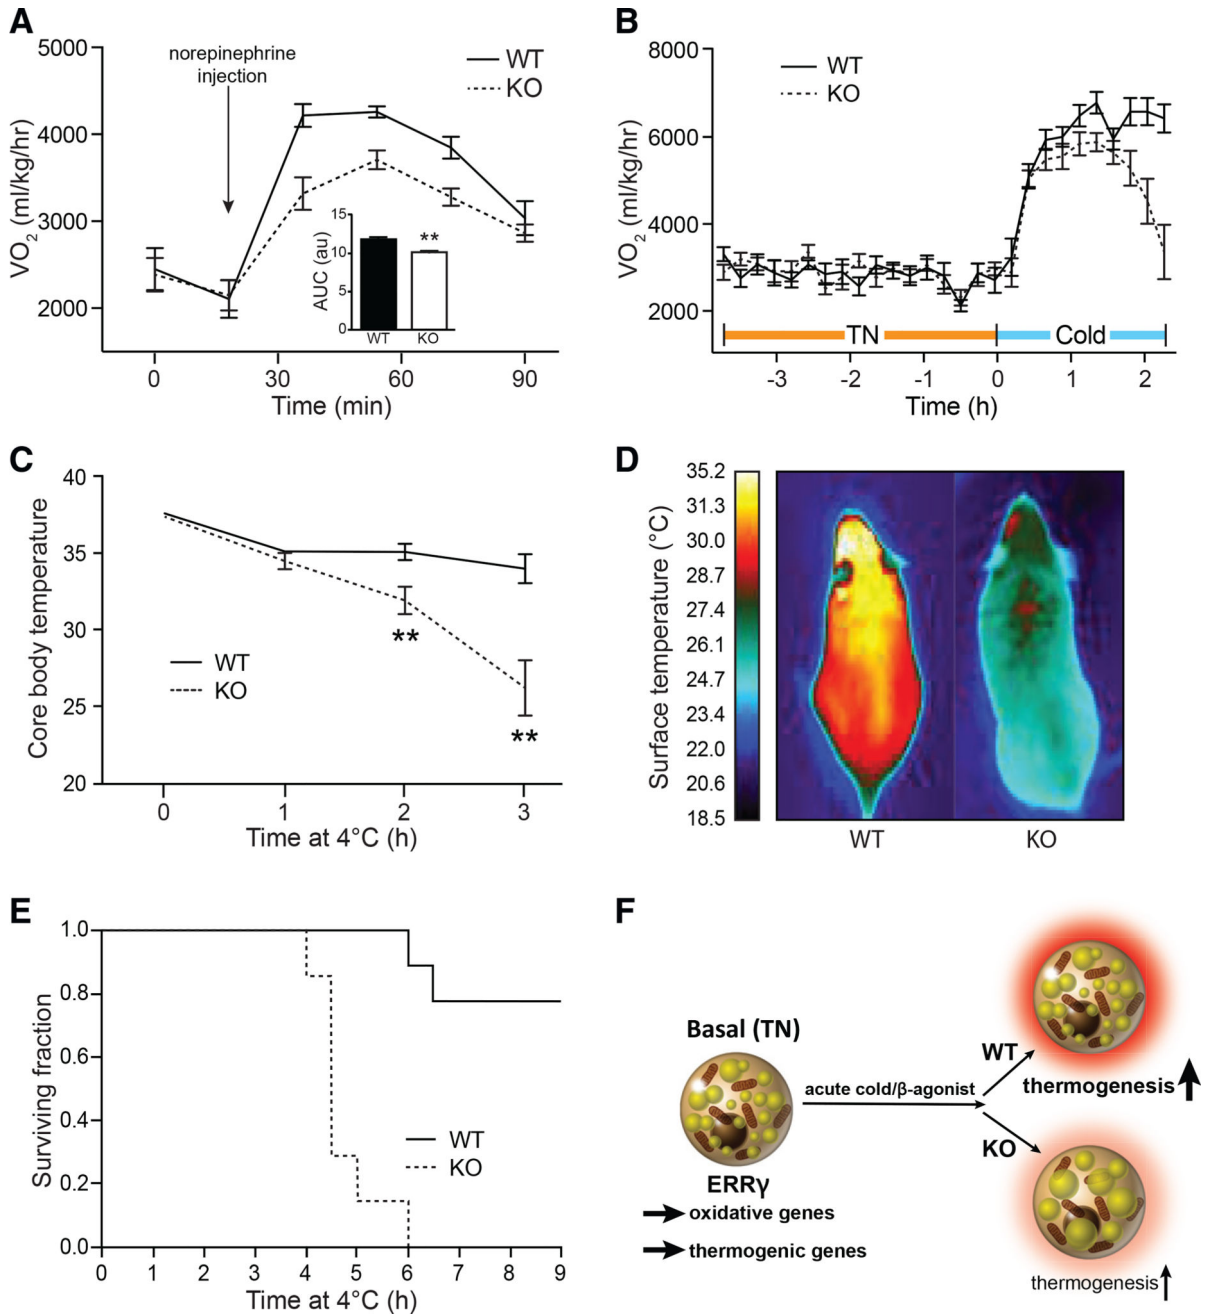 A
norepinephrine
injection
WT
KO
VO2 (ml/kg/hr)
5000
4000
3000
2000
0
30
60
90
Time (min)
AUC (au)
15
10
5
0
**
WT
KO
B
WT
KO
VO2 (ml/kg/hr)
8000
6000
4000
2000
TN
Cold
-3
-2
-1
0
1
2
Time (h)
C
Core body temperature
40
35
30
25
20
WT
KO
**
**
0
1
2
3
Time at 4°C (h)
D
Surface temperature (°C)
35.2
31.3
30.0
28.7
27.4
26.1
24.7
23.4
22.0
20.6
18.5
WT
KO
E
Surviving fraction
1.0
0.8
0.6
0.4
0.2
0.0
WT
KO
0
1
2
3
4
5
6
7
8
9
Time at 4°C (h)
F
Basal (TN)
acute cold/β-agonist
WT
thermogenesis
KO
ERRγ
oxidative genes
thermogenic genes
thermogenesis